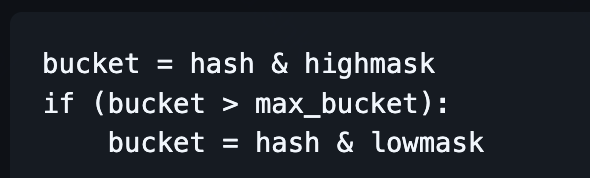 bucket = hash & highmask
if (bucket > max_bucket):
    bucket = hash & lowmask